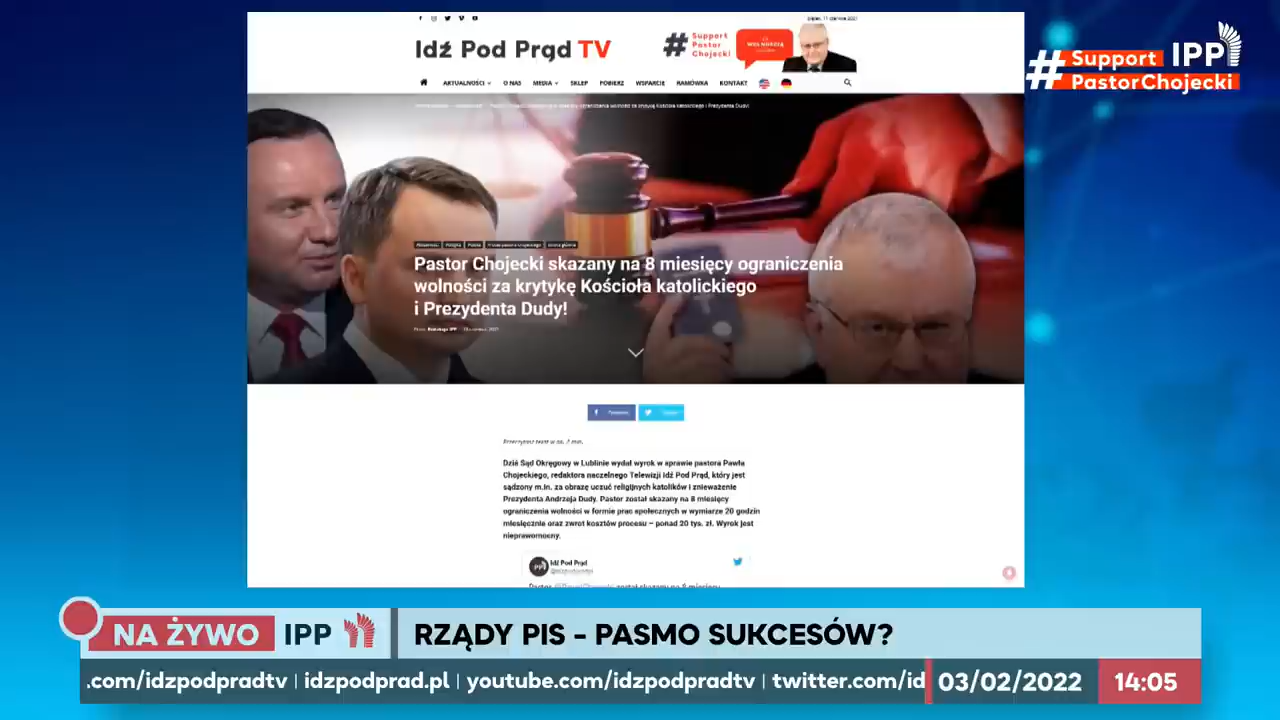 piątek, 11 czerwca, 2021
Idź Pod Prąd TV
# Support
Pastor
Chojecki
AKTUALNOŚCI
O NAS
MEDIA
SKLEP
POBIERZ
WSPARCIE
RAMÓWKA
KONTAKT
#Support
PastorChojecki
IPP
Pastor Chojecki skazany na 8 miesięcy ograniczenia
wolności za krytykę Kościoła katolickiego
i Prezydenta Dudy!
Dziś Sąd Okręgowy w Lublinie wydał wyrok w sprawie pastora Pawła
Chojeckiego, redaktora naczelnego Telewizji Idź Pod Prąd, który jest
sądzony m.in. za obrazę uczuć religijnych katolików i znieważenie
Prezydenta Andrzeja Dudy. Pastor został skazany na 8 miesięcy
ograniczenia wolności w formie prac społecznych w wymiarze 20 godzin
miesięcznie oraz zwrot kosztów procesu – ponad 20 tys. zł. Wyrok jest
nieprawomocny.
Idź Pod Prąd
NA ŻYWO IPP
RZĄDY PIS - PASMO SUKCESÓW?
.com/idzpodpradtv | idzpodprad.pl | youtube.com/idzpodpradtv | twitter.com/id
03/02/2022
14:05